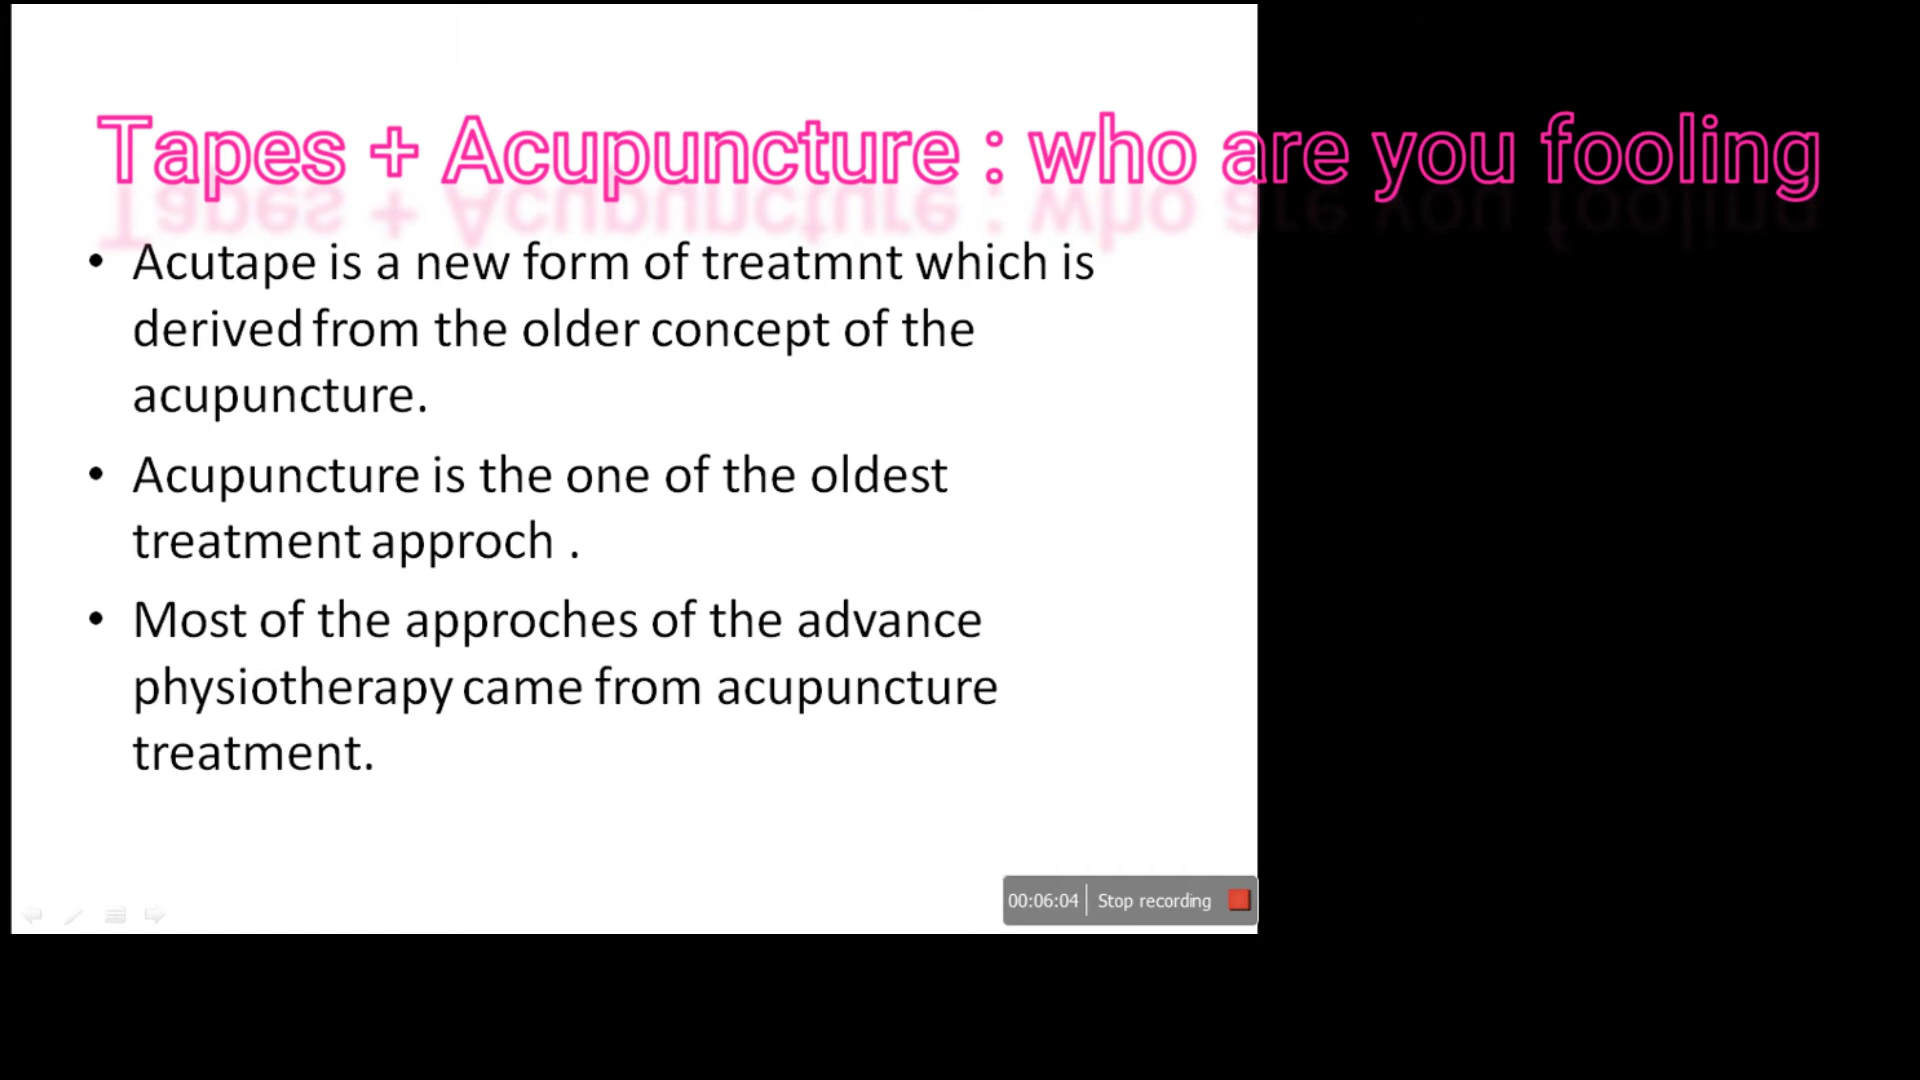 Tapes + Acupuncture : who are you fooling
• Acutape is a new form of treatmnt which is
derived from the older concept of the
acupuncture.
• Acupuncture is the one of the oldest
treatment approch .
• Most of the approches of the advance
physiotherapy came from acupuncture
treatment.
00:06:04 Stop recording